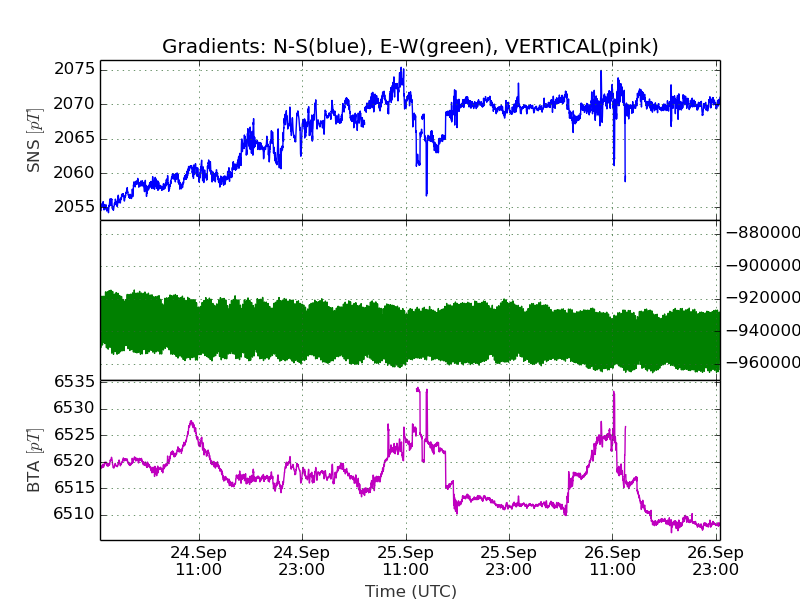 Gradients: N-S(blue), E-W(green), VERTICAL(pink)
2075
2070
2065
2060
2055
SNS [pT]
−880000
−900000
−920000
−940000
−960000
6535
6530
6525
6520
6515
6510
BTA [pT]
24.Sep 24.Sep 25.Sep 25.Sep 26.Sep 26.Sep
11:00 23:00 11:00 23:00 11:00 23:00
Time (UTC)